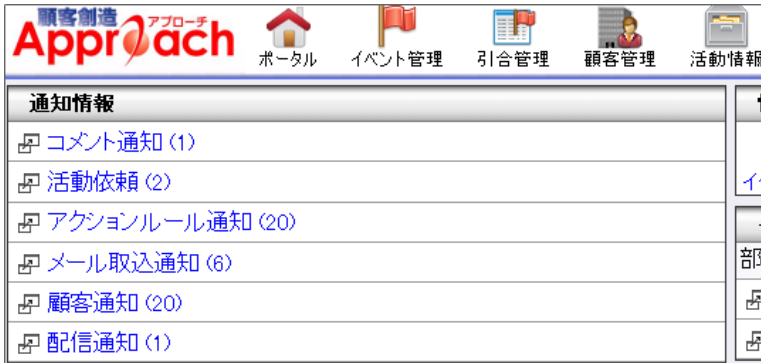 顧客創造 アプローチ
Approach
ポータル イベント管理 引合管理 顧客管理 活動情報
通知情報
コメント通知 (1)
活動依頼 (2)
アクションルール通知 (20)
メール取込通知 (6)
顧客通知 (20)
配信通知 (1)